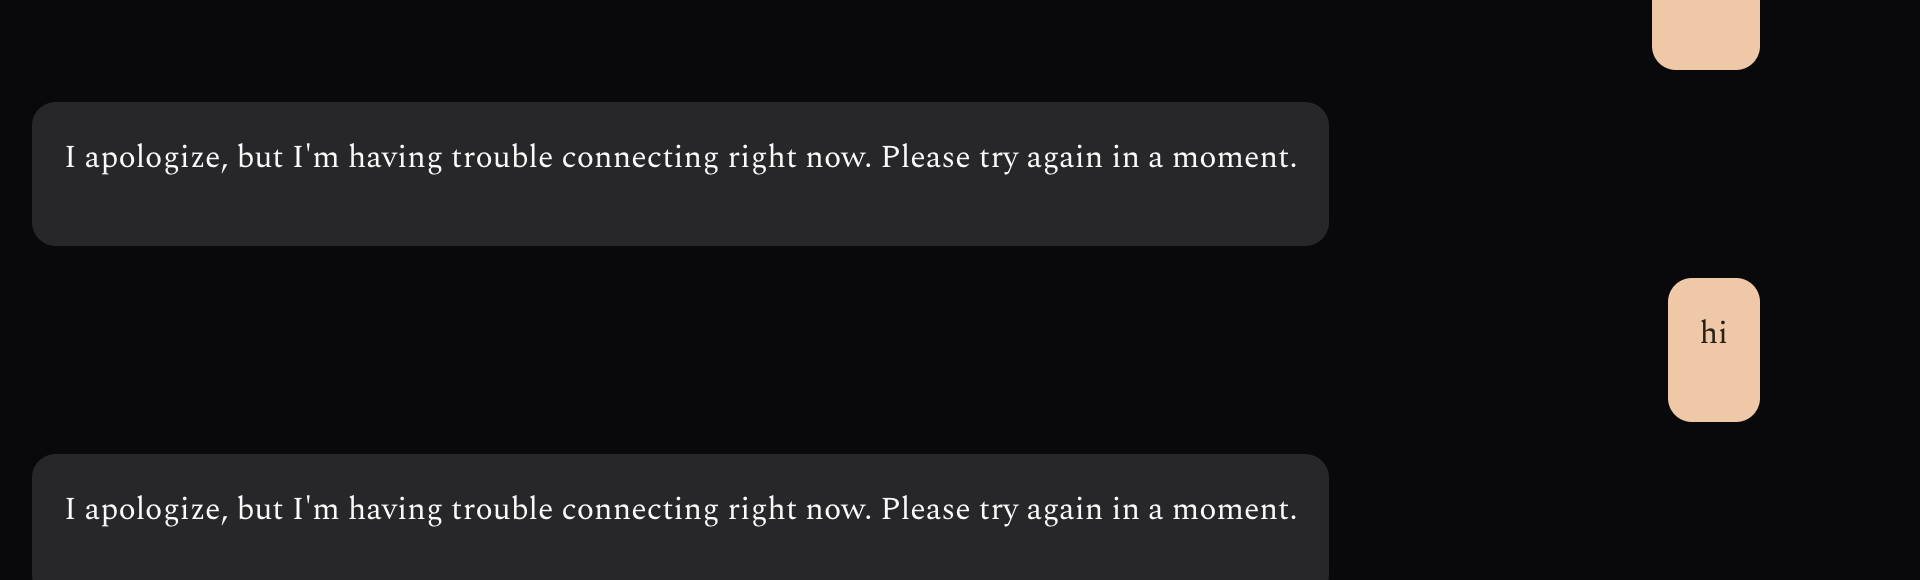 I apologize, but I'm having trouble connecting right now. Please try again in a moment.
hi
I apologize, but I'm having trouble connecting right now. Please try again in a moment.